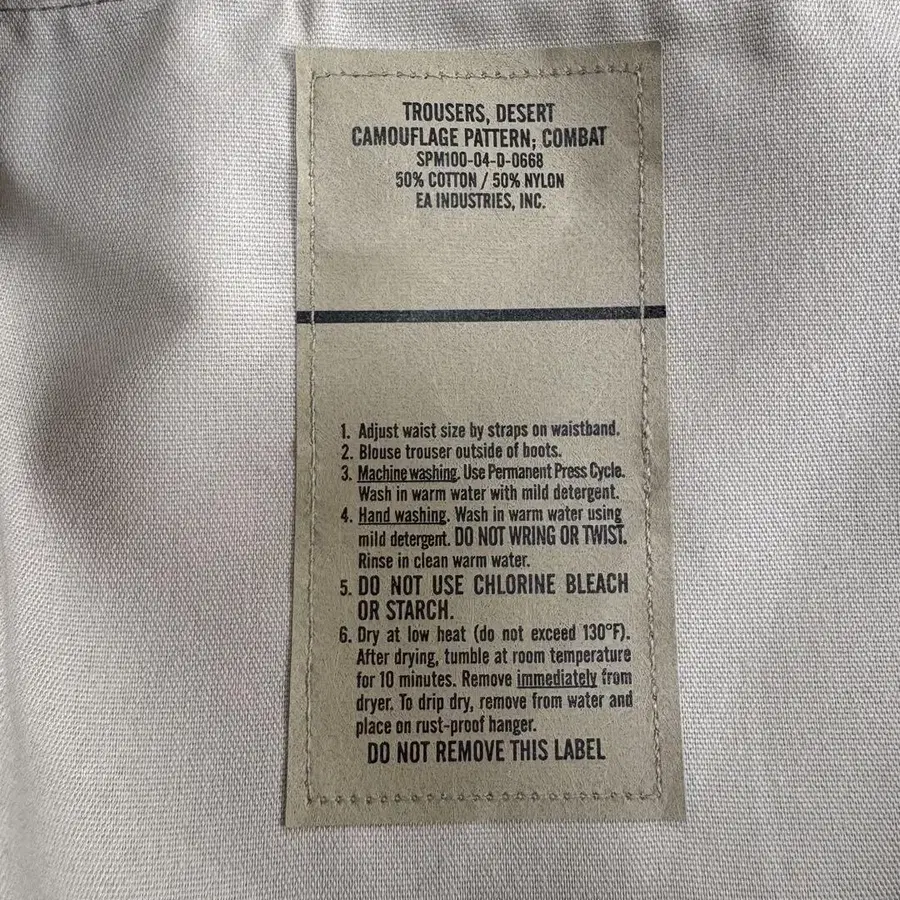 TROUSERS, DESERT
CAMOUFLAGE PATTERN; COMBAT
SPM100-04-D-0668
50% COTTON / 50% NYLON
EA INDUSTRIES, INC.
1. Adjust waist size by straps on waistband.
2. Blouse trouser outside of boots.
3. Machine washing. Use Permanent Press Cycle.
Wash in warm water with mild detergent.
4. Hand washing. Wash in warm water using
mild detergent. DO NOT WRING OR TWIST.
Rinse in clean warm water.
5. DO NOT USE CHLORINE BLEACH
OR STARCH.
6. Dry at low heat (do not exceed 130°F).
After drying, tumble at room temperature
for 10 minutes. Remove immediately from
dryer. To drip dry, remove from water and
place on rust-proof hanger.
DO NOT REMOVE THIS LABEL